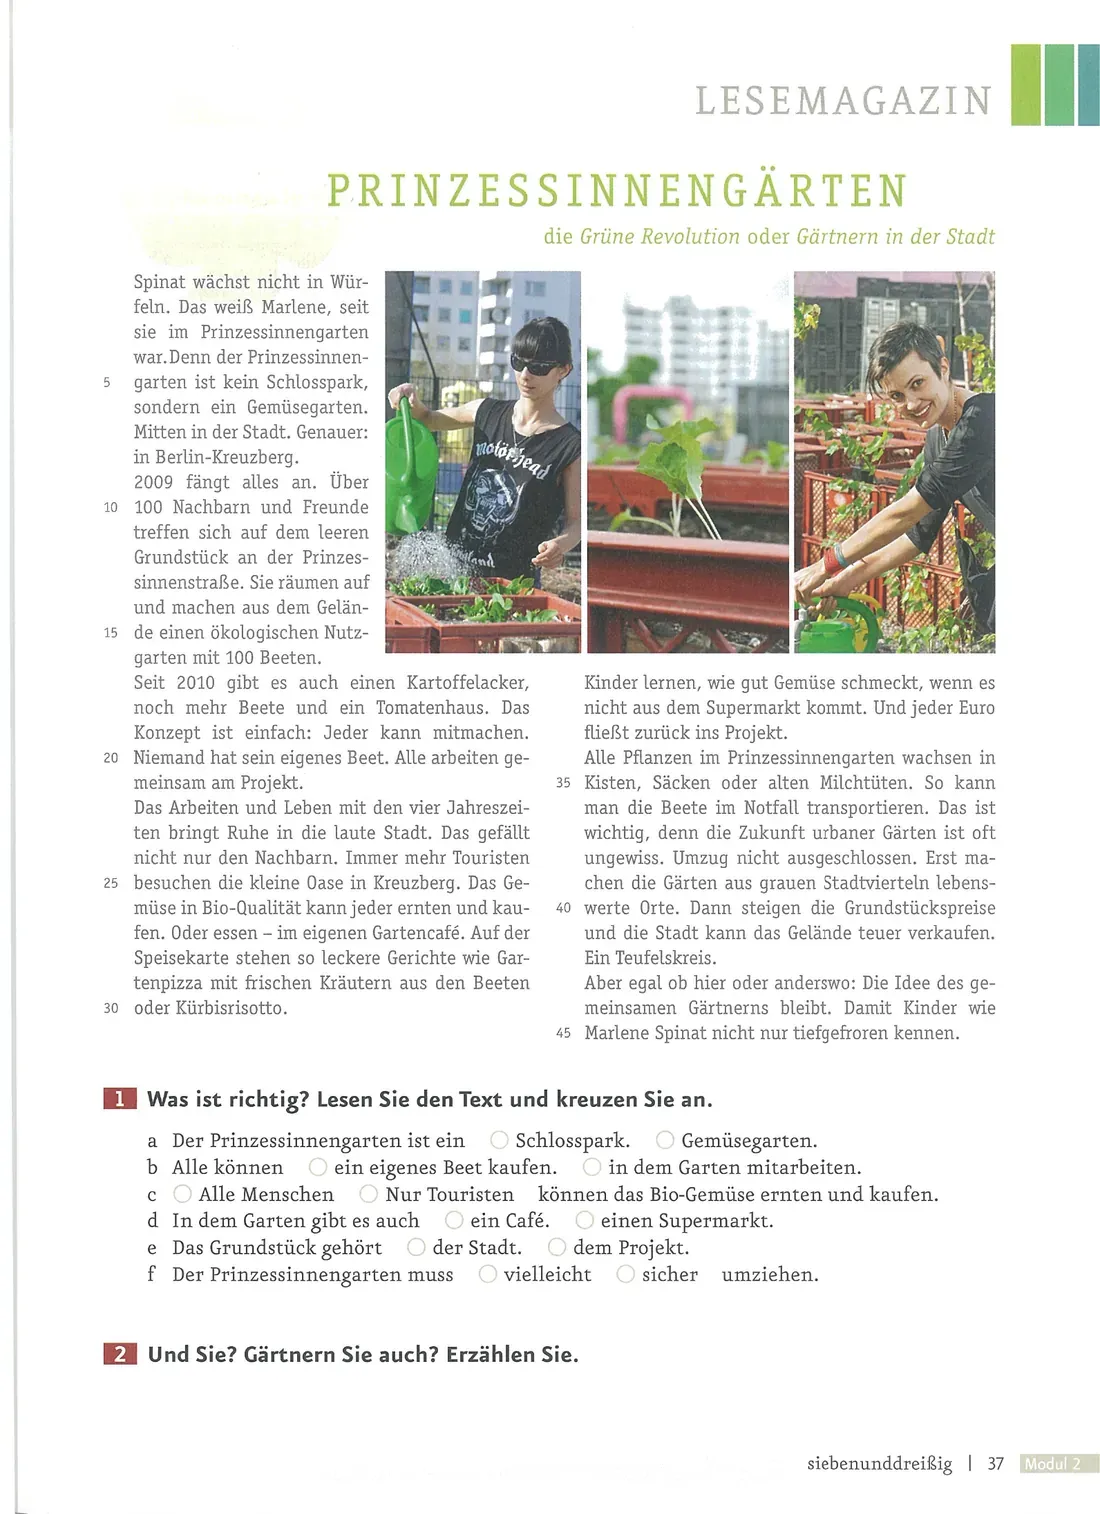 LESEMAGAZIN
PRINZESSINNENGÄRTEN
die Grüne Revolution oder Gärtnern in der Stadt
Spinat wächst nicht in Wür-
feln. Das weiß Marlene, seit
sie im Prinzessinnengarten
war.Denn der Prinzessinnen-
5 garten ist kein Schlosspark,
sondern ein Gemüsegarten.
Mitten in der Stadt. Genauer:
in Berlin-Kreuzberg.
2009 fängt alles an. Über
10 100 Nachbarn und Freunde
treffen sich auf dem leeren
Grundstück an der Prinzes-
sinnenstraße. Sie räumen auf
und machen aus dem Gelän-
15 de einen ökologischen Nutz-
garten mit 100 Beeten.
Seit 2010 gibt es auch einen Kartoffelacker,
noch mehr Beete und ein Tomatenhaus. Das
Konzept ist einfach: Jeder kann mitmachen.
20 Niemand hat sein eigenes Beet. Alle arbeiten ge-
meinsam am Projekt.
Das Arbeiten und Leben mit den vier Jahreszei-
ten bringt Ruhe in die laute Stadt. Das gefällt
nicht nur den Nachbarn. Immer mehr Touristen
25 besuchen die kleine Oase in Kreuzberg. Das Ge-
müse in Bio-Qualität kann jeder ernten und kau-
fen. Oder essen – im eigenen Gartencafé. Auf der
Speisekarte stehen so leckere Gerichte wie Gar-
tenpizza mit frischen Kräutern aus den Beeten
30 oder Kürbisrisotto.
motörhead
Kinder lernen, wie gut Gemüse schmeckt, wenn es
nicht aus dem Supermarkt kommt. Und jeder Euro
fließt zurück ins Projekt.
Alle Pflanzen im Prinzessinnengarten wachsen in
35 Kisten, Säcken oder alten Milchtüten. So kann
man die Beete im Notfall transportieren. Das ist
wichtig, denn die Zukunft urbaner Gärten ist oft
ungewiss. Umzug nicht ausgeschlossen. Erst ma-
chen die Gärten aus grauen Stadtvierteln lebens-
40 werte Orte. Dann steigen die Grundstückspreise
und die Stadt kann das Gelände teuer verkaufen.
Ein Teufelskreis.
Aber egal ob hier oder anderswo: Die Idee des ge-
meinsamen Gärtnerns bleibt. Damit Kinder wie
45 Marlene Spinat nicht nur tiefgefroren kennen.
1 Was ist richtig? Lesen Sie den Text und kreuzen Sie an.
a Der Prinzessinnengarten ist ein ○ Schlosspark. ○ Gemüsegarten.
b Alle können ○ ein eigenes Beet kaufen. ○ in dem Garten mitarbeiten.
c ○ Alle Menschen ○ Nur Touristen können das Bio-Gemüse ernten und kaufen.
d In dem Garten gibt es auch ○ ein Café. ○ einen Supermarkt.
e Das Grundstück gehört ○ der Stadt. ○ dem Projekt.
f Der Prinzessinnengarten muss ○ vielleicht ○ sicher umziehen.
2 Und Sie? Gärtnern Sie auch? Erzählen Sie.
siebenunddreißig | 37 Modul 2